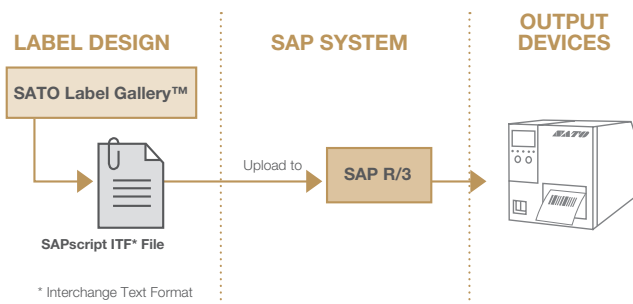 LABEL DESIGN
SAP SYSTEM
OUTPUT
DEVICES
SATO Label Gallery™
SAPscript ITF* File
Upload to
SAP R/3
SATO
* Interchange Text Format